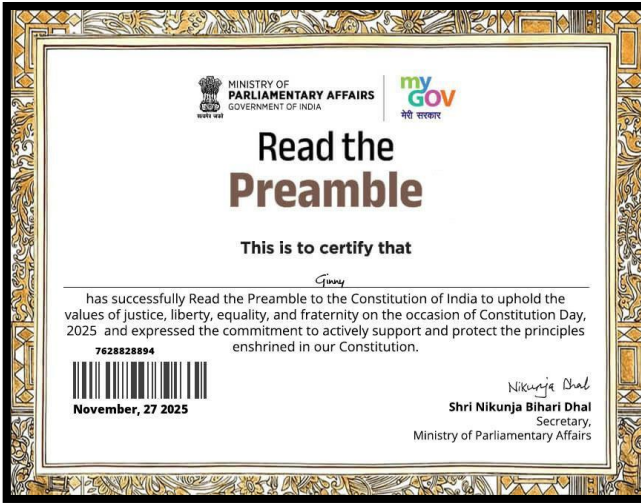 MINISTRY OF
PARLIAMENTARY AFFAIRS
GOVERNMENT OF INDIA
सत्यमेव जयते
my
GOV
मेरी सरकार
Read the
Preamble
This is to certify that
Ginny
has successfully Read the Preamble to the Constitution of India to uphold the
values of justice, liberty, equality, and fraternity on the occasion of Constitution Day,
2025 and expressed the commitment to actively support and protect the principles
enshrined in our Constitution.
7628828894
November, 27 2025
Nikunja Dhal
Shri Nikunja Bihari Dhal
Secretary,
Ministry of Parliamentary Affairs